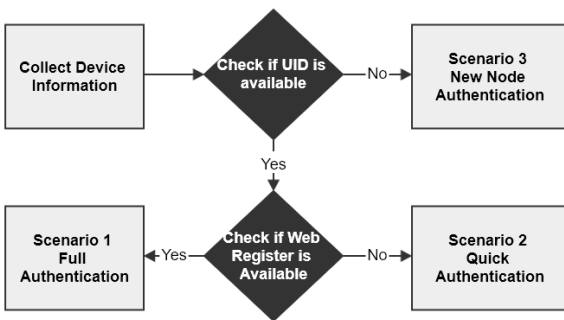 Collect Device
Information
Check if UID is
available
No
Scenario 3
New Node
Authentication
Yes
Scenario 1
Full
Authentication
Yes
Check if Web
Register is
Available
No
Scenario 2
Quick
Authentication